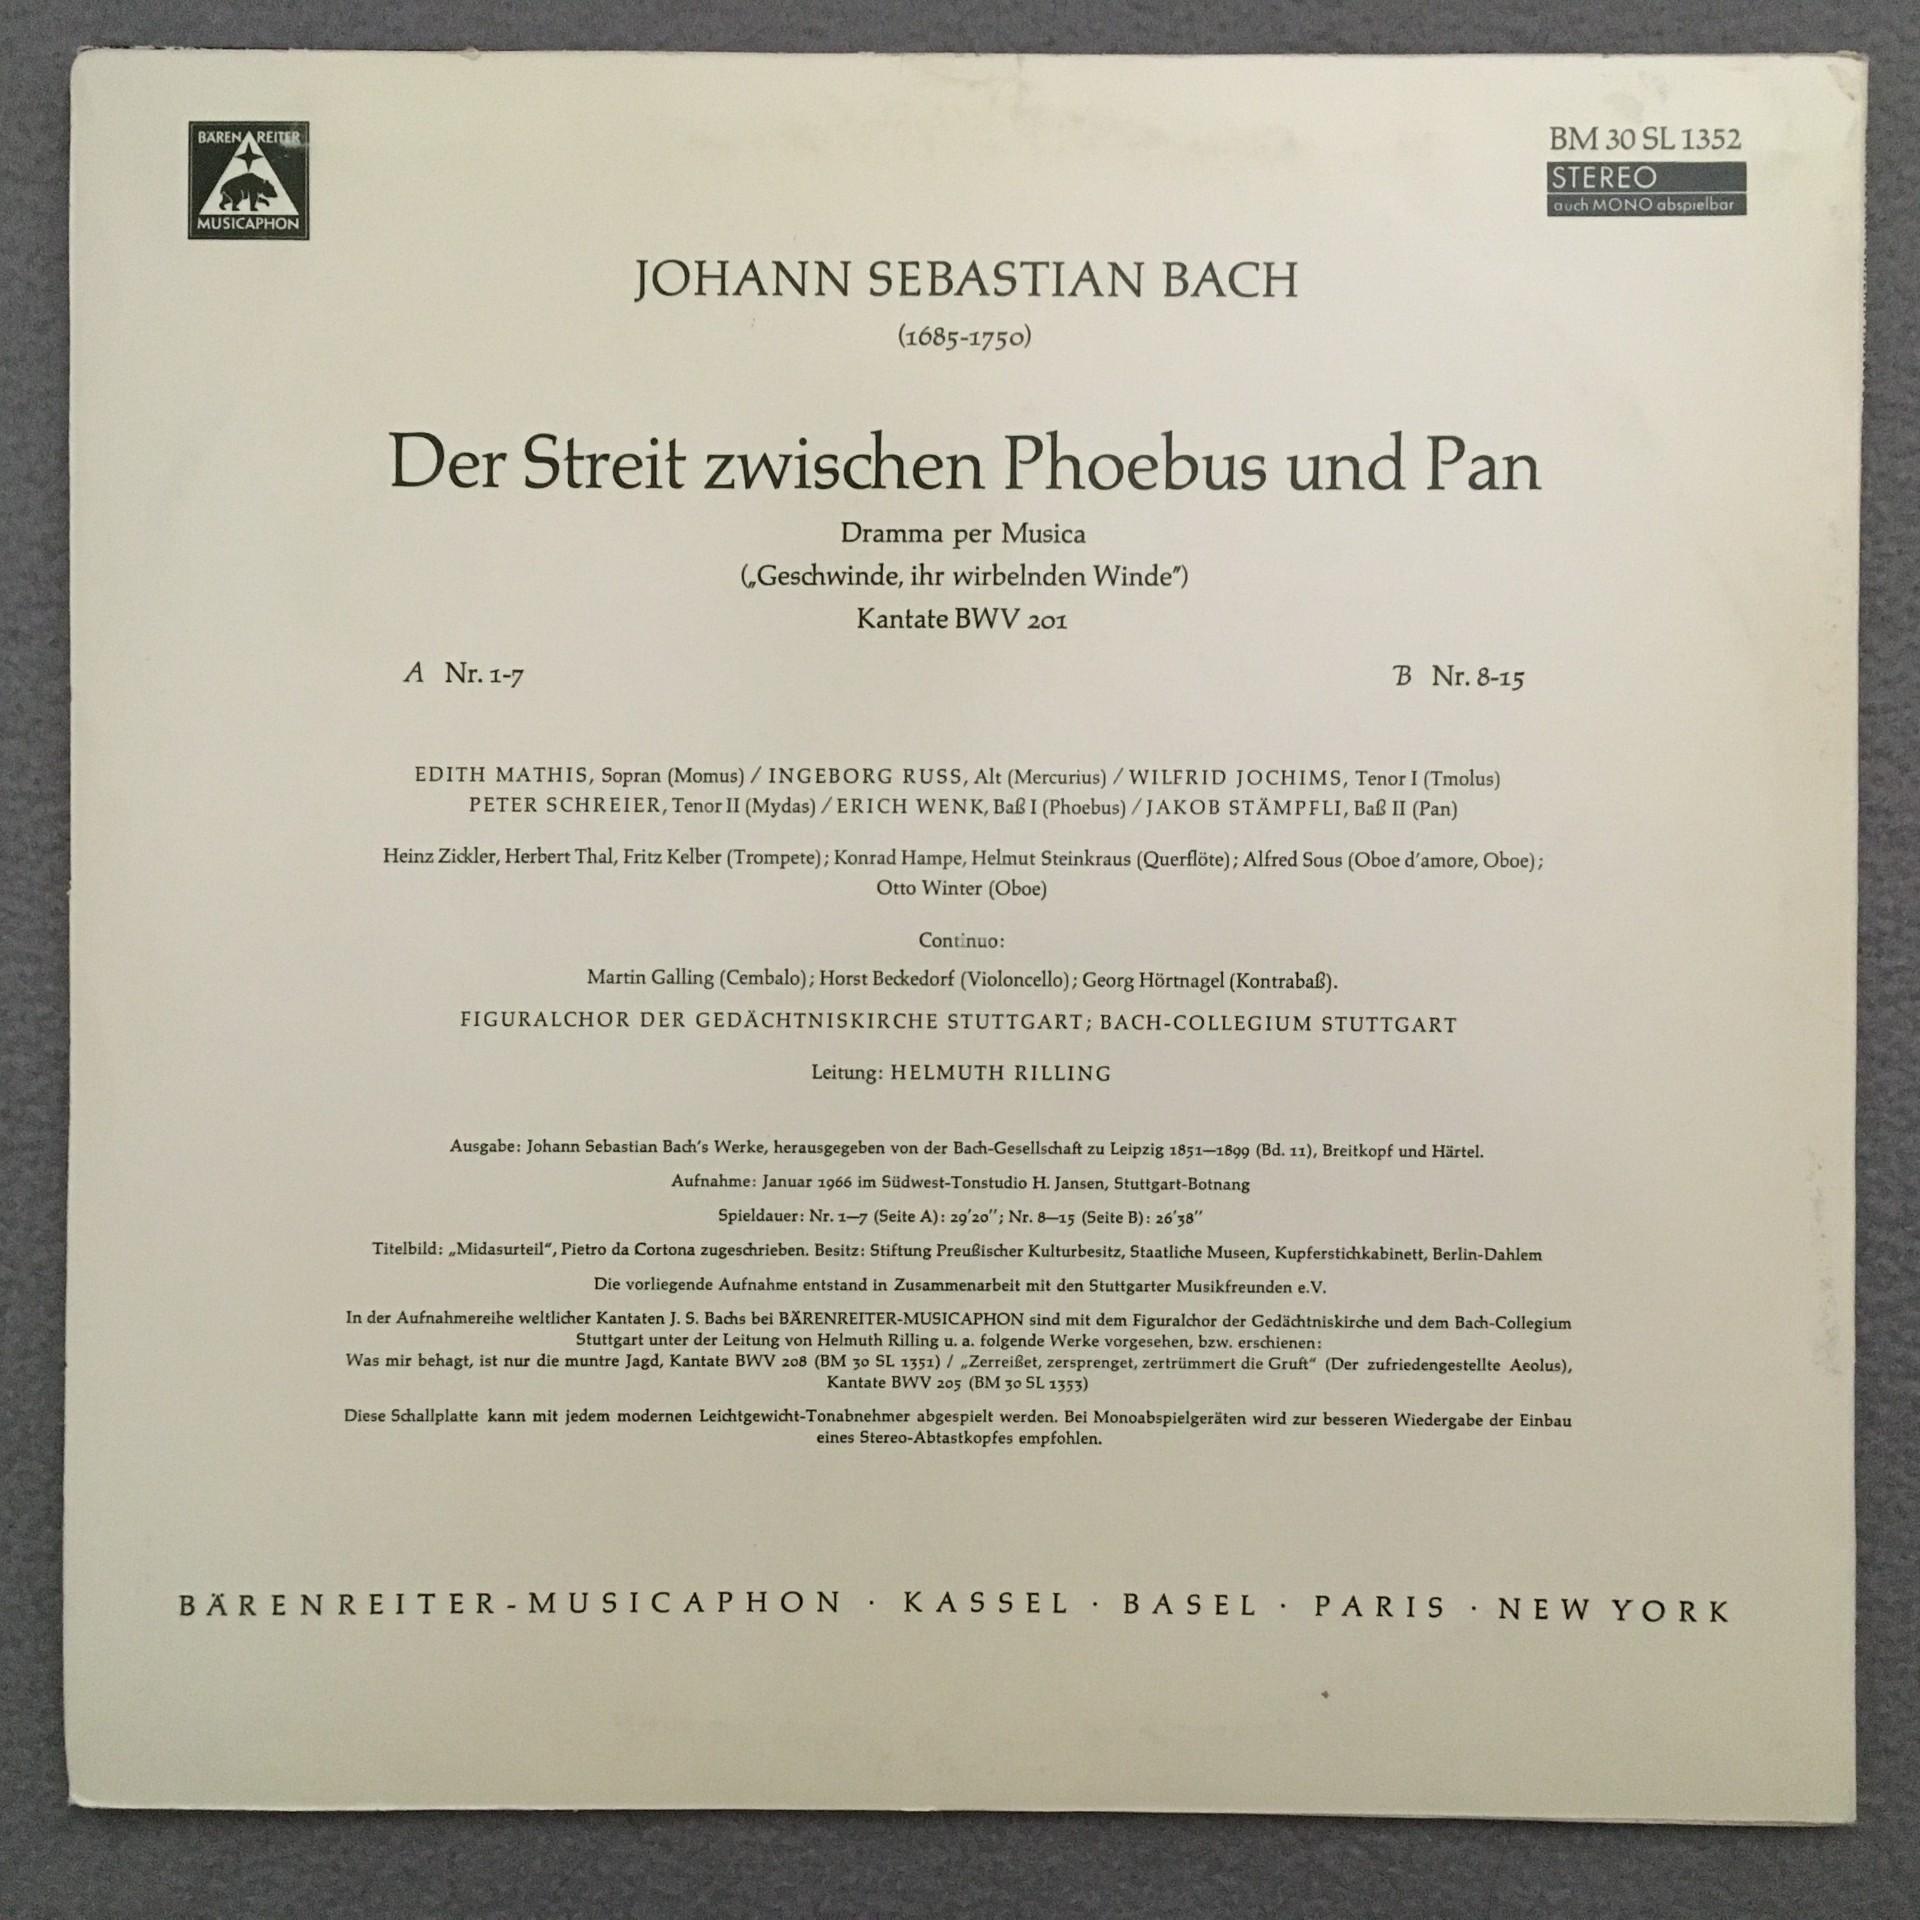 BÄREN REITER
MUSICAPHON
BM 30 SL 1352
STEREO
auch MONO abspielbar
JOHANN SEBASTIAN BACH
(1685-1750)
Der Streit zwischen Phoebus und Pan
Dramma per Musica
(„Geschwinde, ihr wirbelnden Winde")
Kantate BWV 201
A Nr. 1-7
B Nr. 8-15
EDITH MATHIS, Sopran (Momus) / INGEBORG RUSS, Alt (Mercurius) / WILFRID JOCHIMS, Tenor I (Tmolus)
PETER SCHREIER, Tenor II (Mydas) / ERICH WENK, Baß I (Phoebus) / JAKOB STÄMPFLI, Baß II (Pan)
Heinz Zickler, Herbert Thal, Fritz Kelber (Trompete); Konrad Hampe, Helmut Steinkraus (Querflöte); Alfred Sous (Oboe d'amore, Oboe);
Otto Winter (Oboe)
Continuo:
Martin Galling (Cembalo); Horst Beckedorf (Violoncello); Georg Hörtnagel (Kontrabaß).
FIGURALCHOR DER GEDÄCHTNISKIRCHE STUTTGART; BACH-COLLEGIUM STUTTGART
Leitung: HELMUTH RILLING
Ausgabe: Johann Sebastian Bach's Werke, herausgegeben von der Bach-Gesellschaft zu Leipzig 1851—1899 (Bd. 11), Breitkopf und Härtel.
Aufnahme: Januar 1966 im Südwest-Tonstudio H. Jansen, Stuttgart-Botnang
Spieldauer: Nr. 1—7 (Seite A): 29'20''; Nr. 8—15 (Seite B): 26'38''
Titelbild: „Midasurteil“, Pietro da Cortona zugeschrieben. Besitz: Stiftung Preußischer Kulturbesitz, Staatliche Museen, Kupferstichkabinett, Berlin-Dahlem
Die vorliegende Aufnahme entstand in Zusammenarbeit mit den Stuttgarter Musikfreunden e.V.
In der Aufnahmereihe weltlicher Kantaten J. S. Bachs bei BÄRENREITER-MUSICAPHON sind mit dem Figuralchor der Gedächtniskirche und dem Bach-Collegium
Stuttgart unter der Leitung von Helmuth Rilling u. a. folgende Werke vorgesehen, bzw. erschienen:
Was mir behagt, ist nur die muntre Jagd, Kantate BWV 208 (BM 30 SL 1351) / „Zerreißet, zersprenget, zertrümmert die Gruft“ (Der zufriedengestellte Aeolus),
Kantate BWV 205 (BM 30 SL 1353)
Diese Schallplatte kann mit jedem modernen Leichtgewicht-Tonabnehmer abgespielt werden. Bei Monoabspielgeräten wird zur besseren Wiedergabe der Einbau
eines Stereo-Abtastkopfes empfohlen.
BÄRENREITER-MUSICAPHON · KASSEL · BASEL · PARIS · NEW YORK